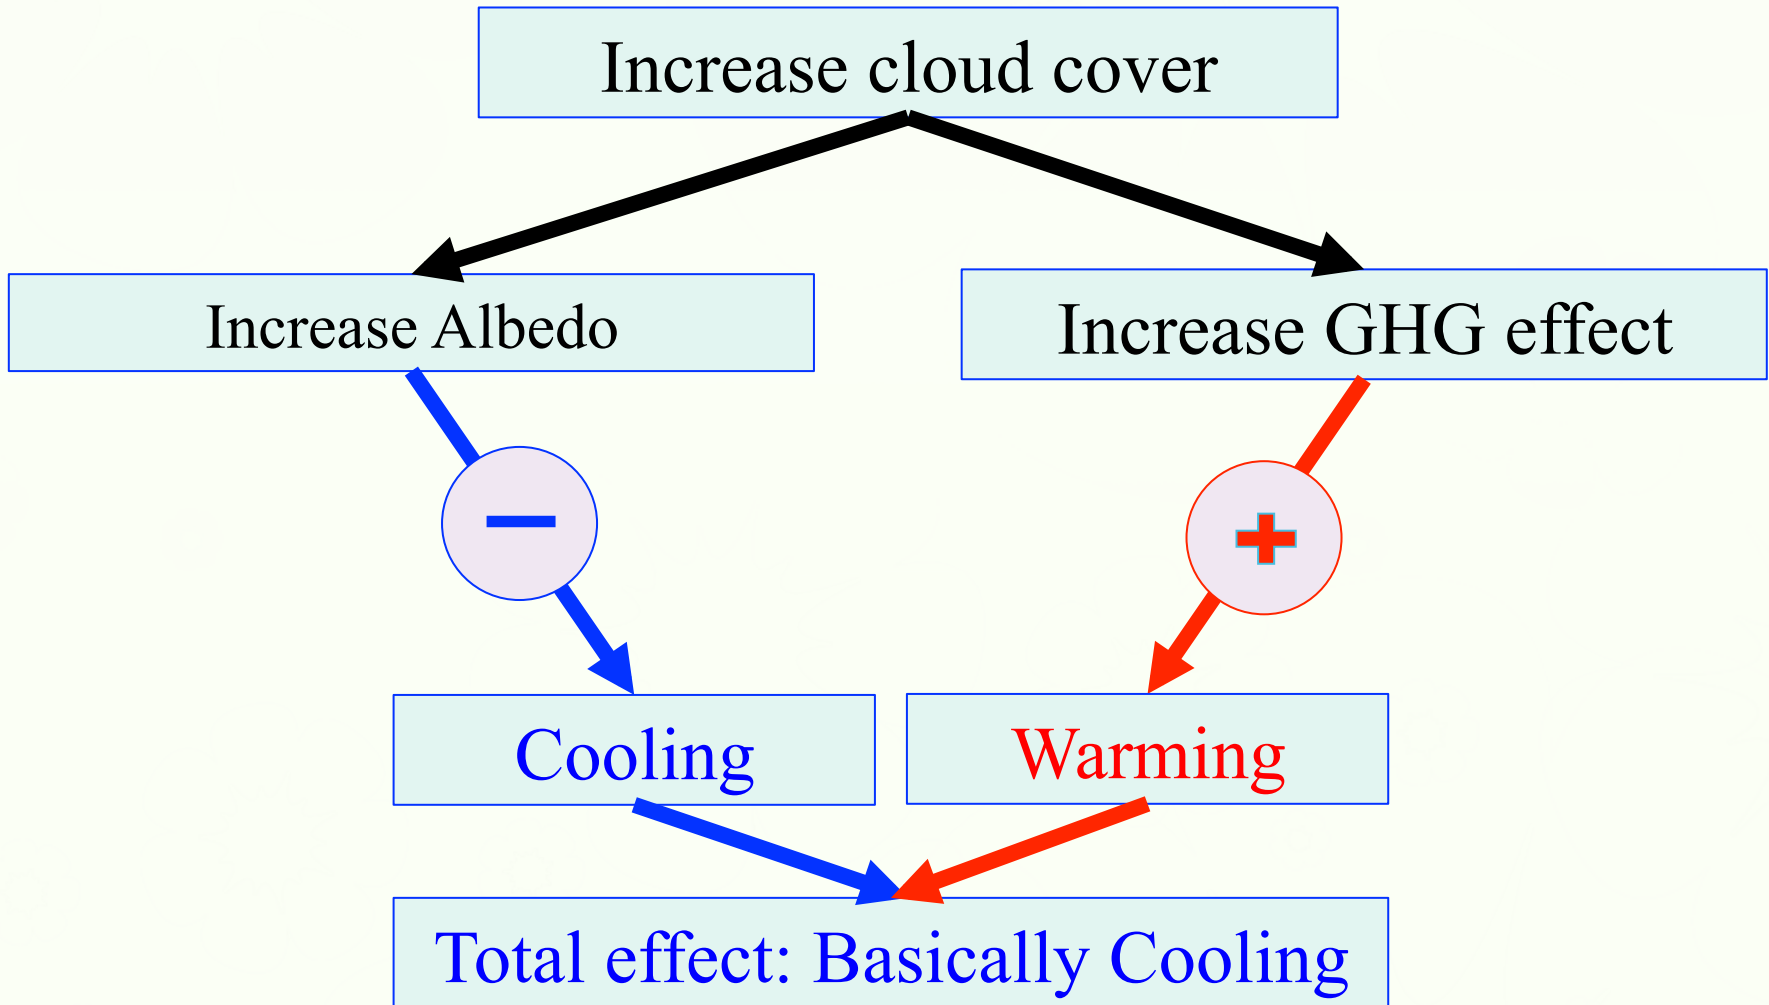 Increase cloud cover
Increase Albedo
Increase GHG effect
−
+
Cooling
Warming
Total effect: Basically Cooling